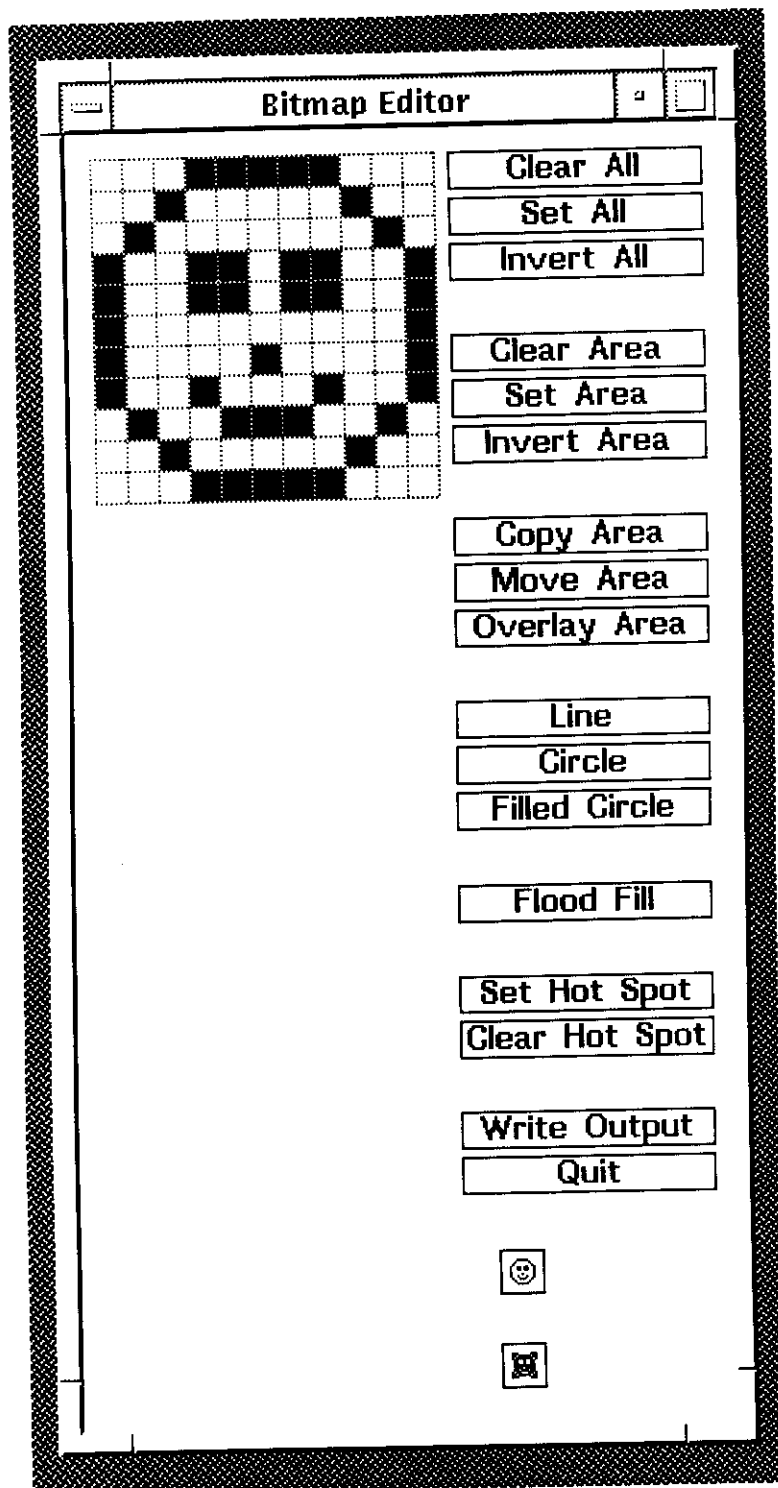 Bitmap Editor
Clear All
Set All
Invert All
Clear Area
Set Area
Invert Area
Copy Area
Move Area
Overlay Area
Line
Circle
Filled Circle
Flood Fill
Set Hot Spot
Clear Hot Spot
Write Output
Quit